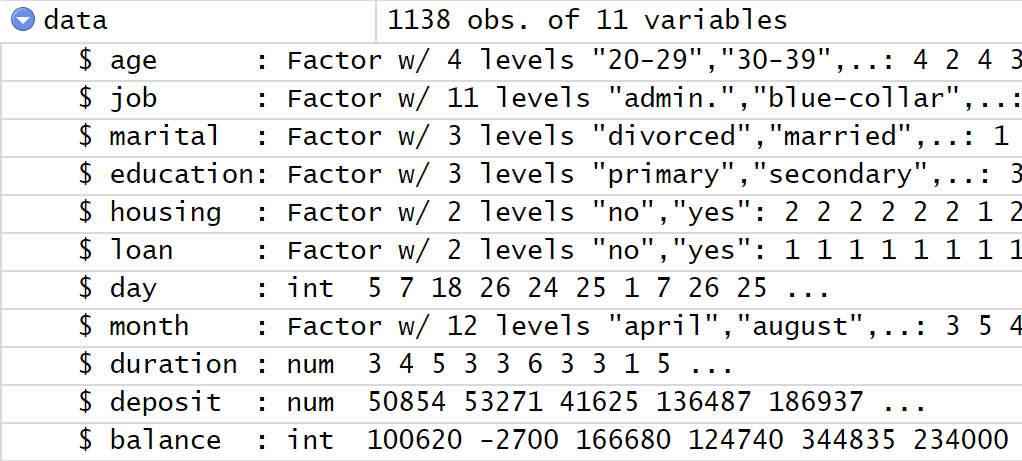 data 1138 obs. of 11 variables
$ age : Factor w/ 4 levels "20-29","30-39",..: 4 2 4 3
$ job : Factor w/ 11 levels "admin.","blue-collar",..:
$ marital : Factor w/ 3 levels "divorced","married",..: 1
$ education: Factor w/ 3 levels "primary","secondary",..: 3
$ housing : Factor w/ 2 levels "no","yes": 2 2 2 2 2 2 1 2
$ loan : Factor w/ 2 levels "no","yes": 1 1 1 1 1 1 1 1
$ day : int 5 7 18 26 24 25 1 7 26 25 ...
$ month : Factor w/ 12 levels "april","august",..: 3 5 4
$ duration : num 3 4 5 3 3 6 3 3 1 5 ...
$ deposit : num 50854 53271 41625 136487 186937 ...
$ balance : int 100620 -2700 166680 124740 344835 234000